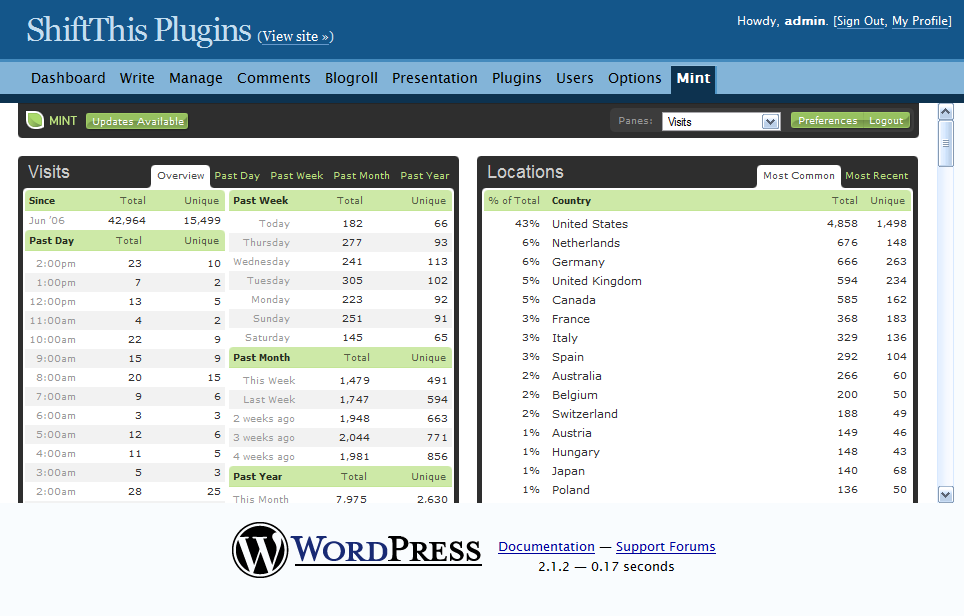 ShiftThis Plugins (View site »)
Howdy, admin. [Sign Out, My Profile]
Dashboard Write Manage Comments Blogroll Presentation Plugins Users Options Mint
MINT Updates Available
Panes: Visits Preferences Logout
Visits Overview Past Day Past Week Past Month Past Year
Since Total Unique
Jun '06 42,964 15,499
Past Day Total Unique
2:00pm 23 10
1:00pm 7 2
12:00pm 13 5
11:00am 4 2
10:00am 22 9
9:00am 15 9
8:00am 20 15
7:00am 9 6
6:00am 3 3
5:00am 12 6
4:00am 11 5
3:00am 5 3
2:00am 28 25
Past Week Total Unique
Today 182 66
Thursday 277 93
Wednesday 241 113
Tuesday 305 102
Monday 223 92
Sunday 251 91
Saturday 145 65
Past Month Total Unique
This Week 1,479 491
Last Week 1,747 594
2 weeks ago 1,948 663
3 weeks ago 2,044 771
4 weeks ago 1,981 856
Past Year Total Unique
This Month 7,975 2,630
Locations Most Common Most Recent
% of Total Country Total Unique
43% United States 4,858 1,498
6% Netherlands 676 148
6% Germany 666 263
5% United Kingdom 594 234
5% Canada 585 162
3% France 368 183
3% Italy 329 136
3% Spain 292 104
2% Australia 266 60
2% Belgium 200 50
2% Switzerland 188 49
1% Austria 149 46
1% Hungary 148 43
1% Japan 140 68
1% Poland 136 50
W WORDPRESS
Documentation — Support Forums
2.1.2 — 0.17 seconds